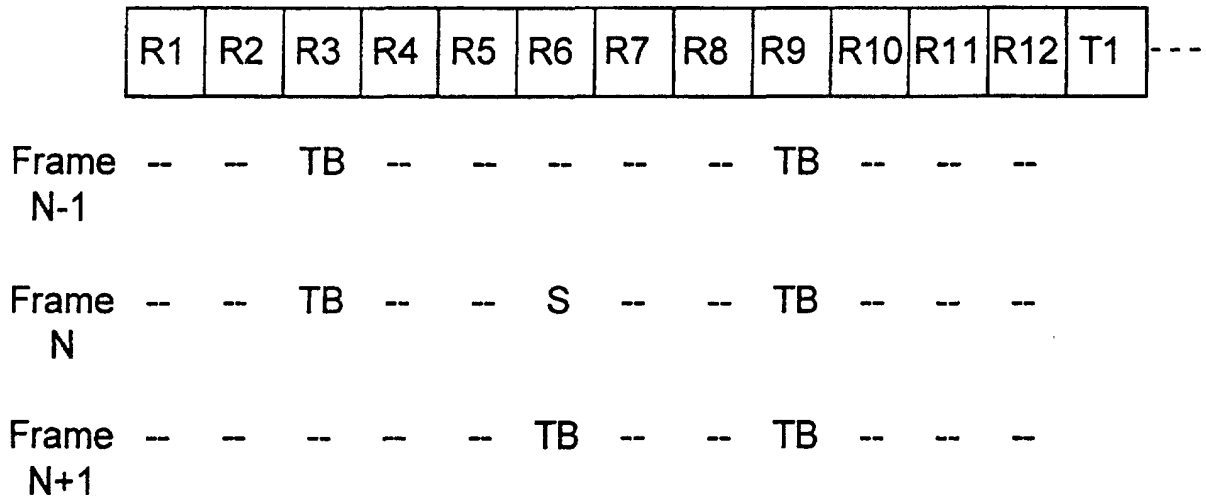 R1 R2 R3 R4 R5 R6 R7 R8 R9 R10 R11 R12 T1 ---
Frame N-1 -- -- TB -- -- -- -- -- TB -- -- --
Frame N -- -- TB -- -- S -- -- TB -- -- --
Frame N+1 -- -- -- -- -- TB -- -- TB -- -- --